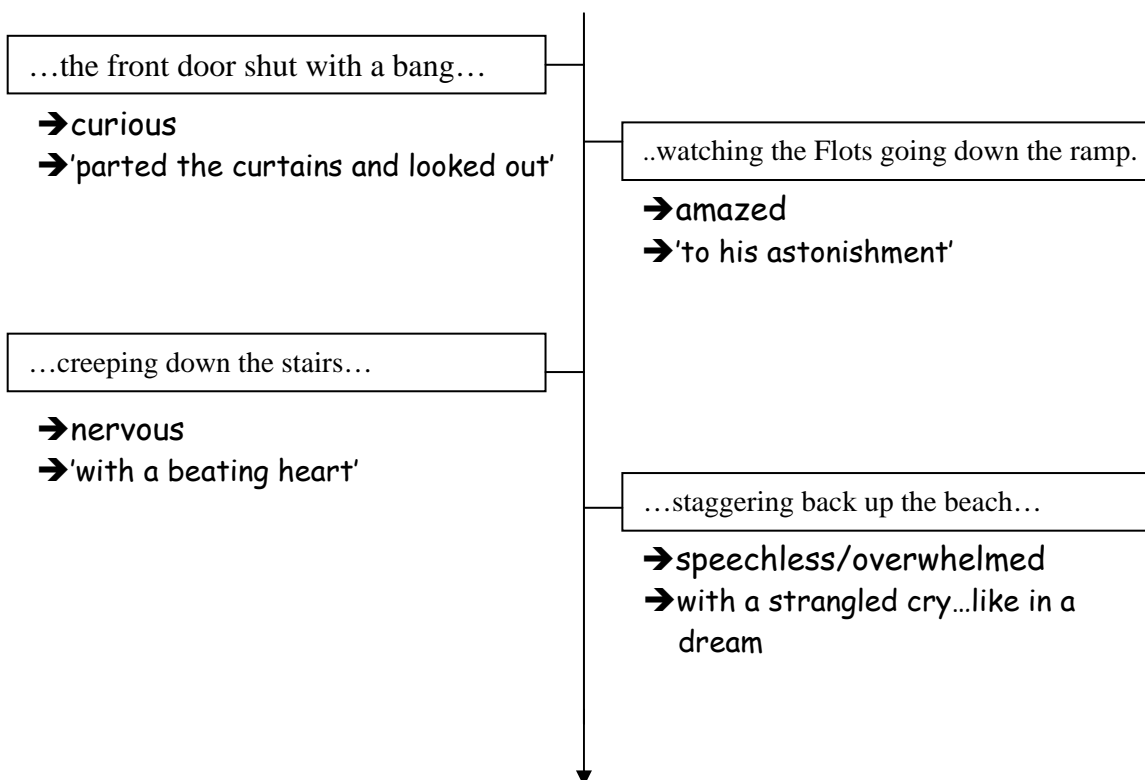 …the front door shut with a bang…
➔curious
➔'parted the curtains and looked out'
..watching the Flots going down the ramp.
➔amazed
➔'to his astonishment'
…creeping down the stairs…
➔nervous
➔'with a beating heart'
…staggering back up the beach…
➔speechless/overwhelmed
➔with a strangled cry…like in a
dream